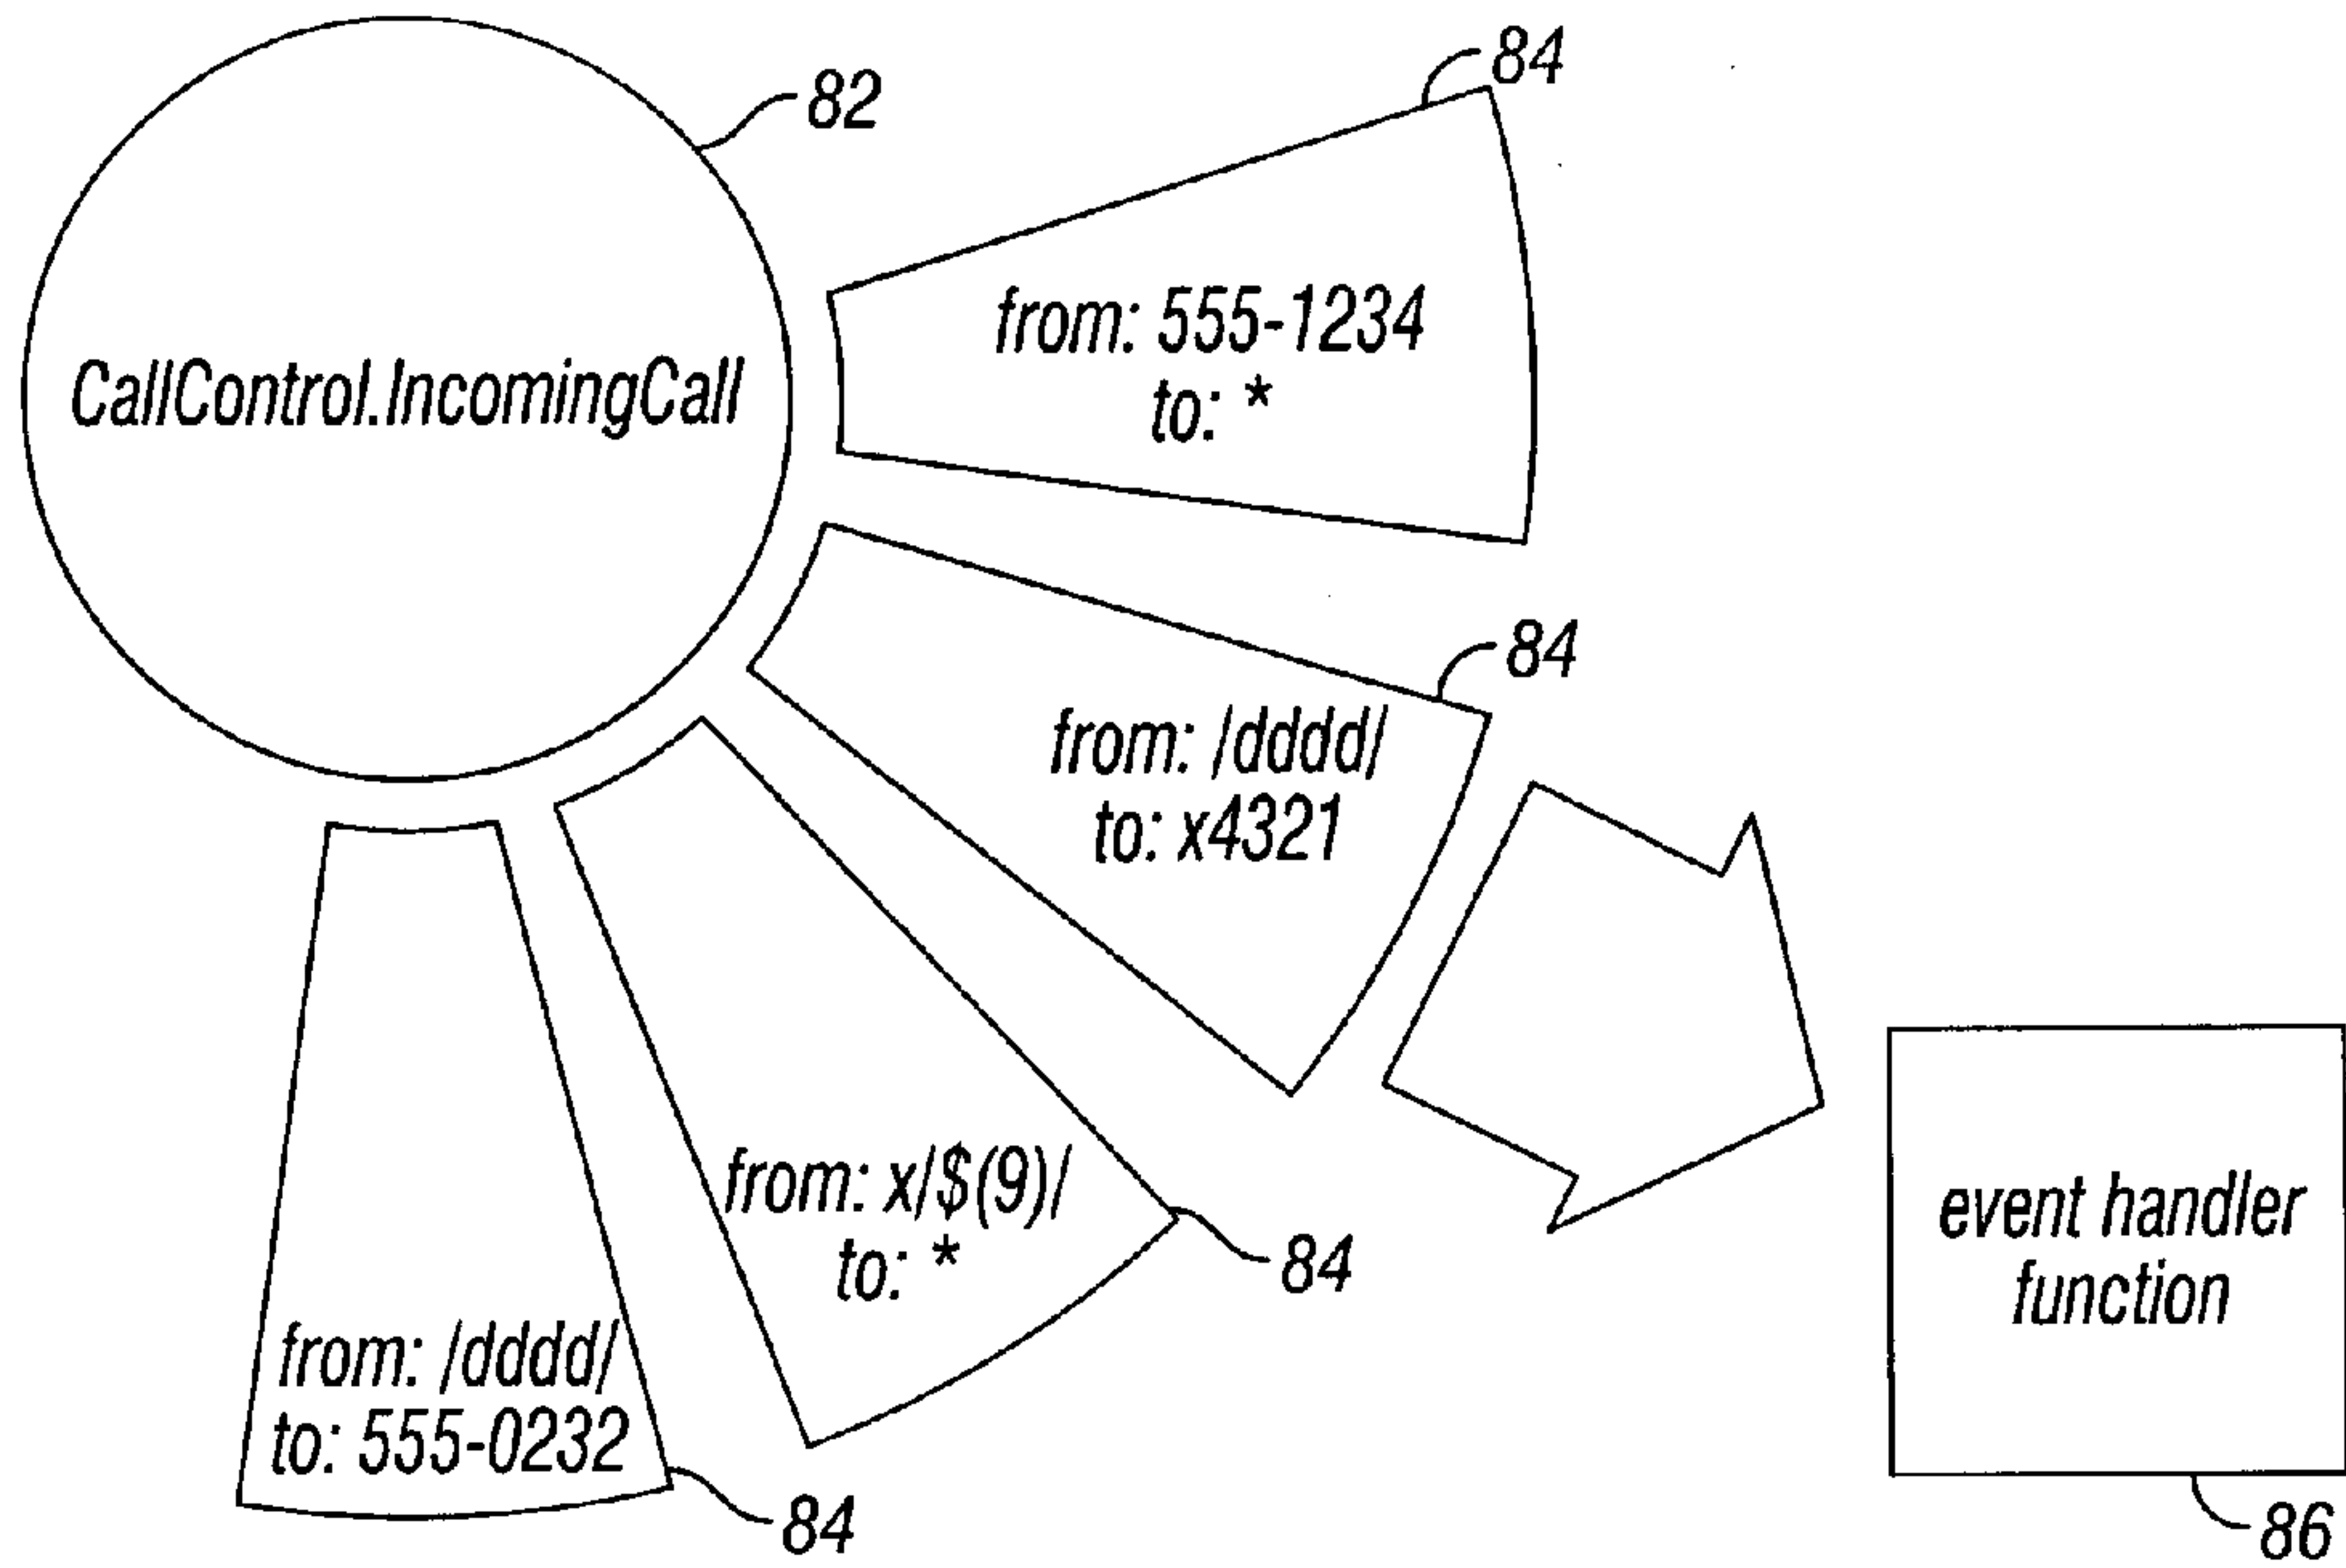 84
82
from: 555-1234
to: *
CallControl.IncomingCall
84
from: /dddd/
to: x4321
from: x/$(9)/
to: *
84
event handler
function
from: /dddd/
to: 555-0232
84
86